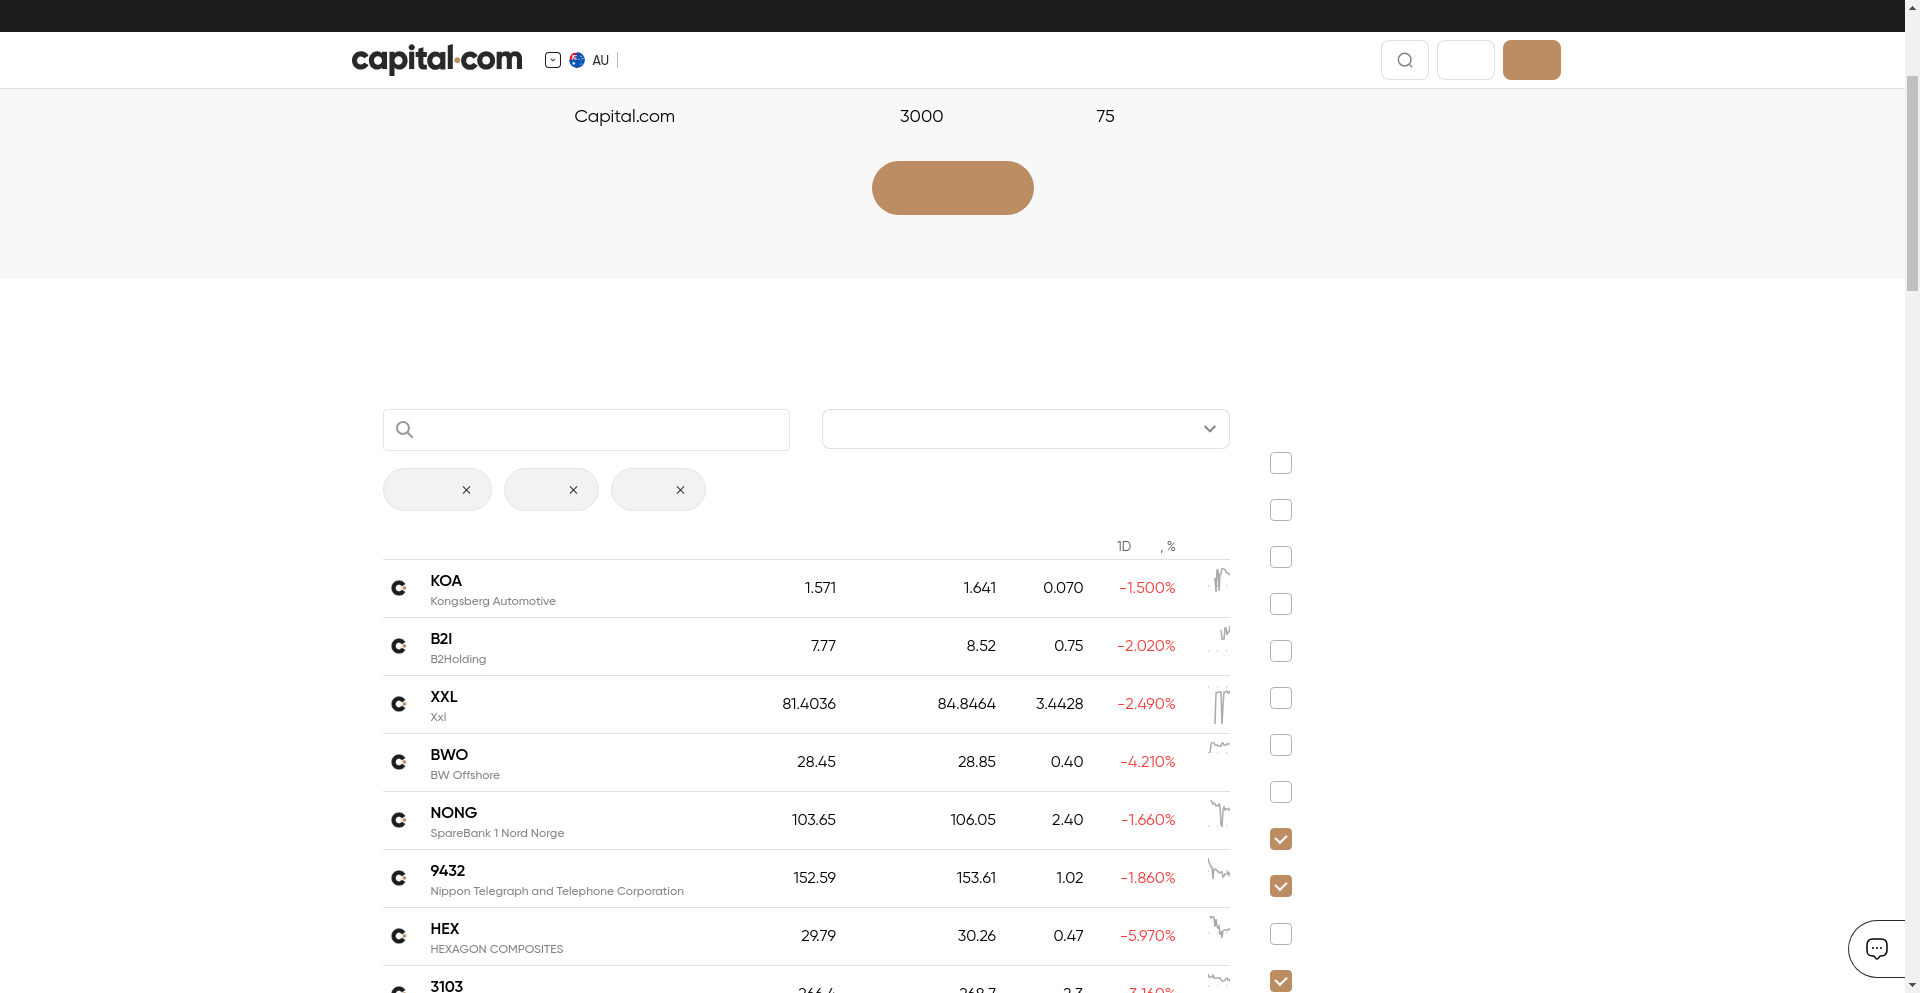 capital.com
AU
Capital.com 3000 75
1D , %
KOA 1.571 1.641 0.070 -1.500%
Kongsberg Automotive
B2I 7.77 8.52 0.75 -2.020%
B2Holding
XXL 81.4036 84.8464 3.4428 -2.490%
Xxl
BWO 28.45 28.85 0.40 -4.210%
BW Offshore
NONG 103.65 106.05 2.40 -1.660%
SpareBank 1 Nord Norge
9432 152.59 153.61 1.02 -1.860%
Nippon Telegraph and Telephone Corporation
HEX 29.79 30.26 0.47 -5.970%
HEXAGON COMPOSITES
3103